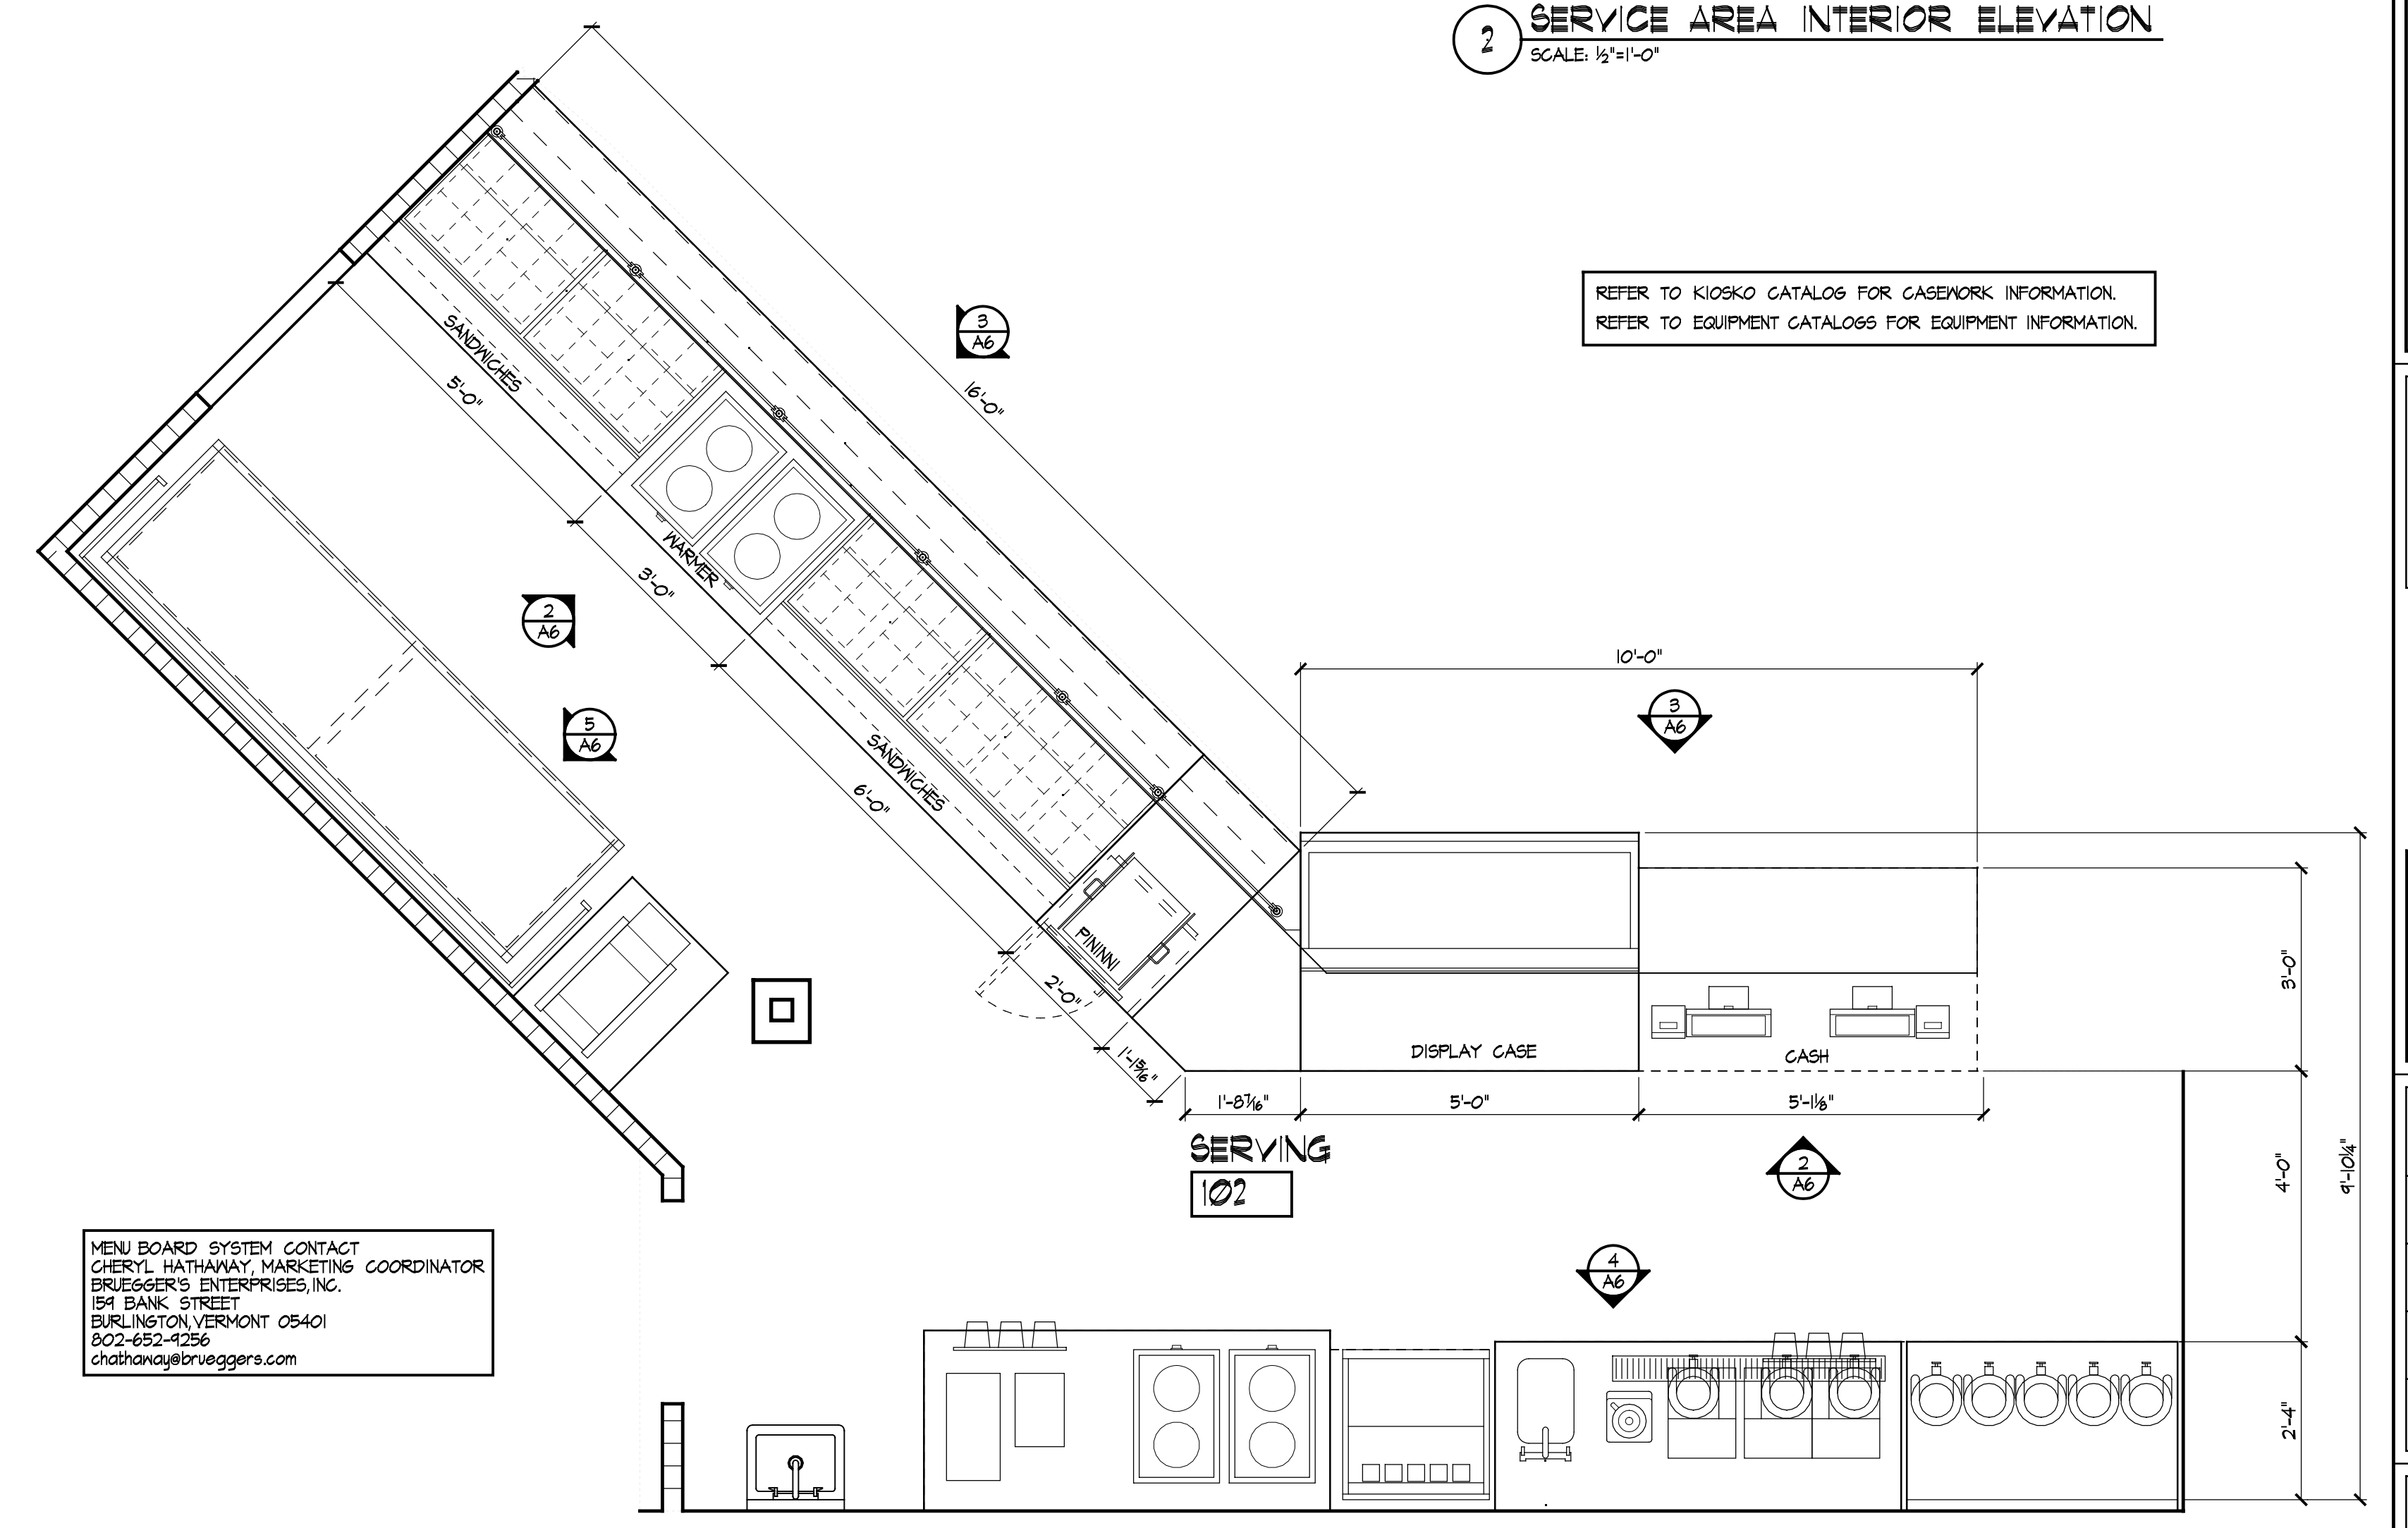 2
SERVICE AREA INTERIOR ELEVATION
SCALE: ½"=1'-0"
REFER TO KIOSKO CATALOG FOR CASEWORK INFORMATION.
REFER TO EQUIPMENT CATALOGS FOR EQUIPMENT INFORMATION.
3
A6
16'-0"
SANDWICHES
5'-0"
WARMER
3'-0"
2
A6
5
A6
SANDWICHES
6'-0"
10'-0"
3
A6
PININNI
2'-0"
1'-1 5/16"
DISPLAY CASE
CASH
3'-0"
1'-8 7/16"
5'-0"
5'-1⅛"
SERVING
102
2
A6
4'-0"
9'-10¼"
4
A6
2'-4"
MENU BOARD SYSTEM CONTACT
CHERYL HATHAWAY, MARKETING COORDINATOR
BRUEGGER'S ENTERPRISES, INC.
159 BANK STREET
BURLINGTON, VERMONT 05401
802-652-9256
chathaway@brueggers.com